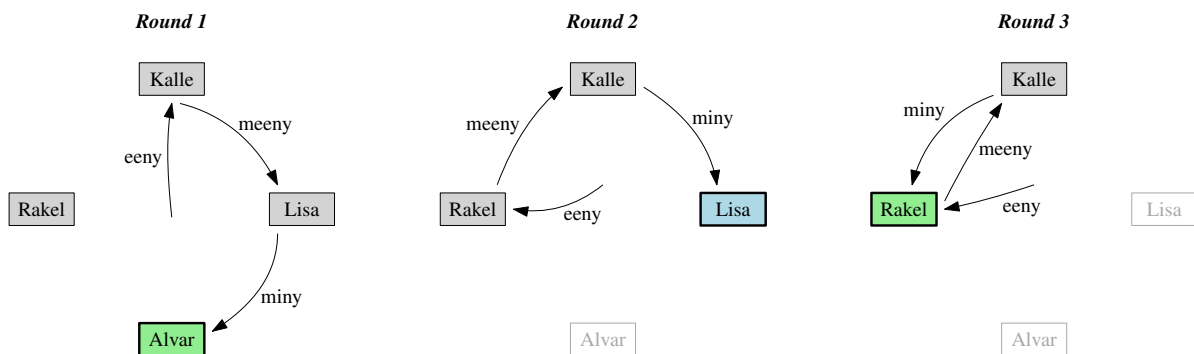 Round 1
Kalle
meeny
eeny
Rakel
Lisa
miny
Alvar
Round 2
Kalle
meeny
miny
Rakel
eeny
Lisa
Alvar
Round 3
Kalle
miny
meeny
Rakel
eeny
Lisa
Alvar